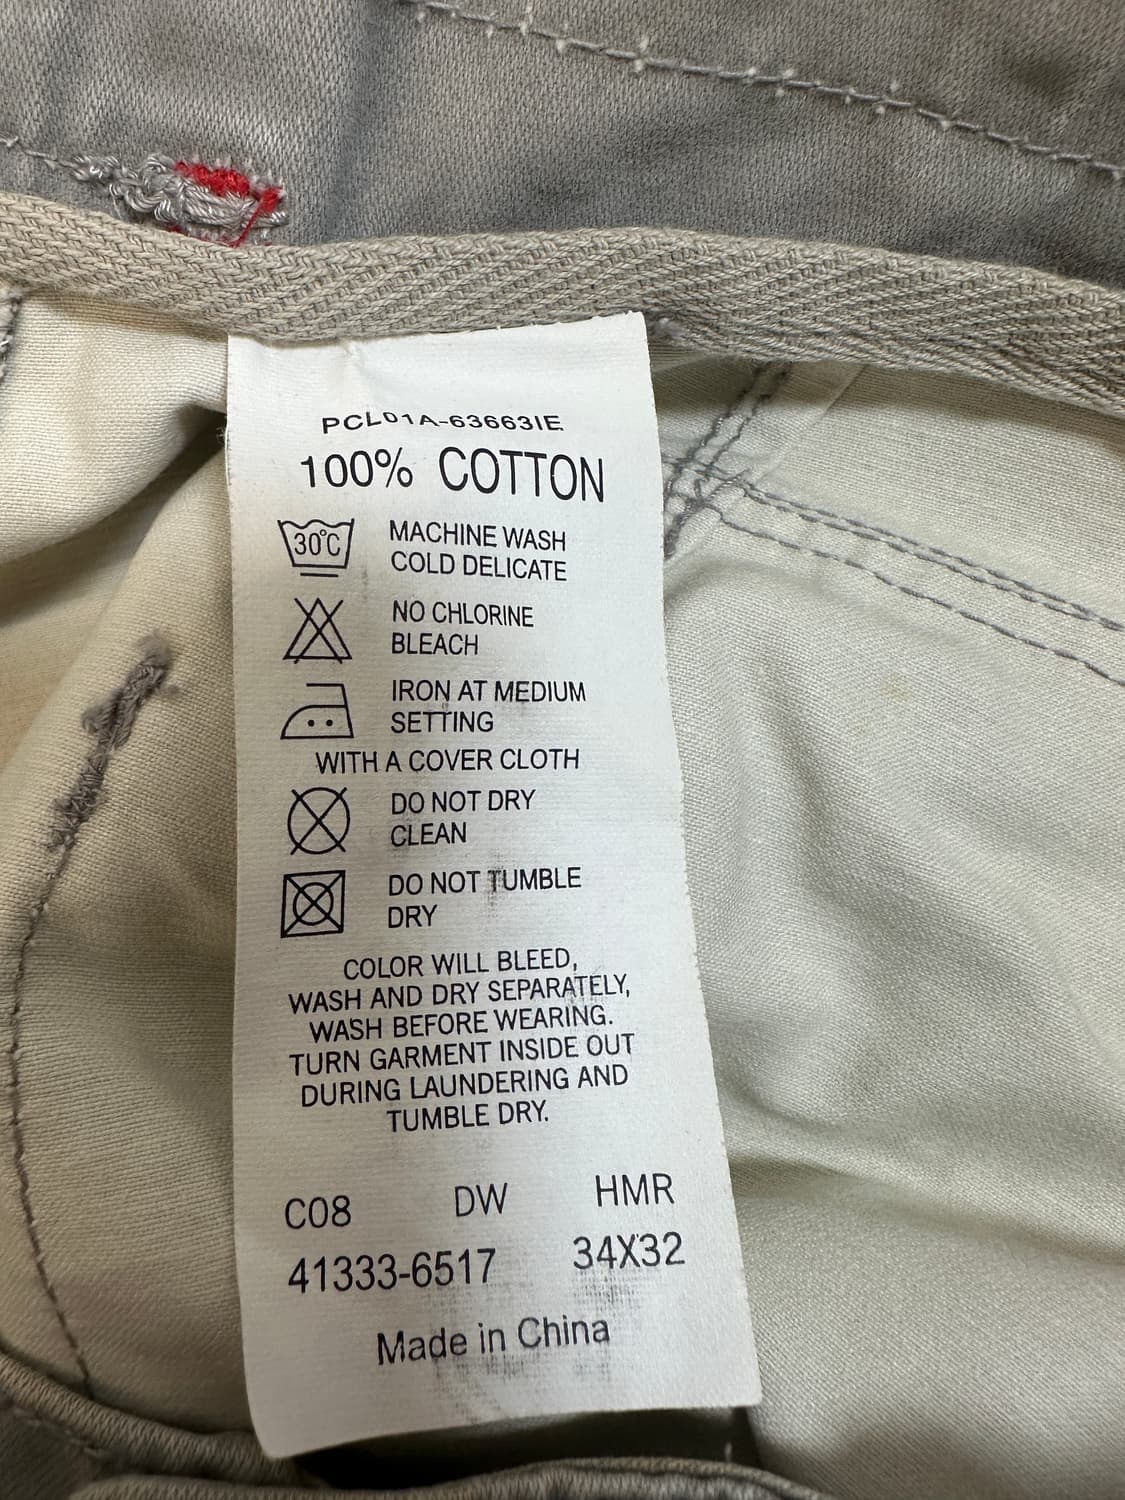 PCL01A-63663IE
100% COTTON
30°C
MACHINE WASH
COLD DELICATE
NO CHLORINE
BLEACH
IRON AT MEDIUM
SETTING
WITH A COVER CLOTH
DO NOT DRY
CLEAN
DO NOT TUMBLE
DRY
COLOR WILL BLEED,
WASH AND DRY SEPARATELY,
WASH BEFORE WEARING.
TURN GARMENT INSIDE OUT
DURING LAUNDERING AND
TUMBLE DRY.
C08 DW HMR
41333-6517 34X32
Made in China